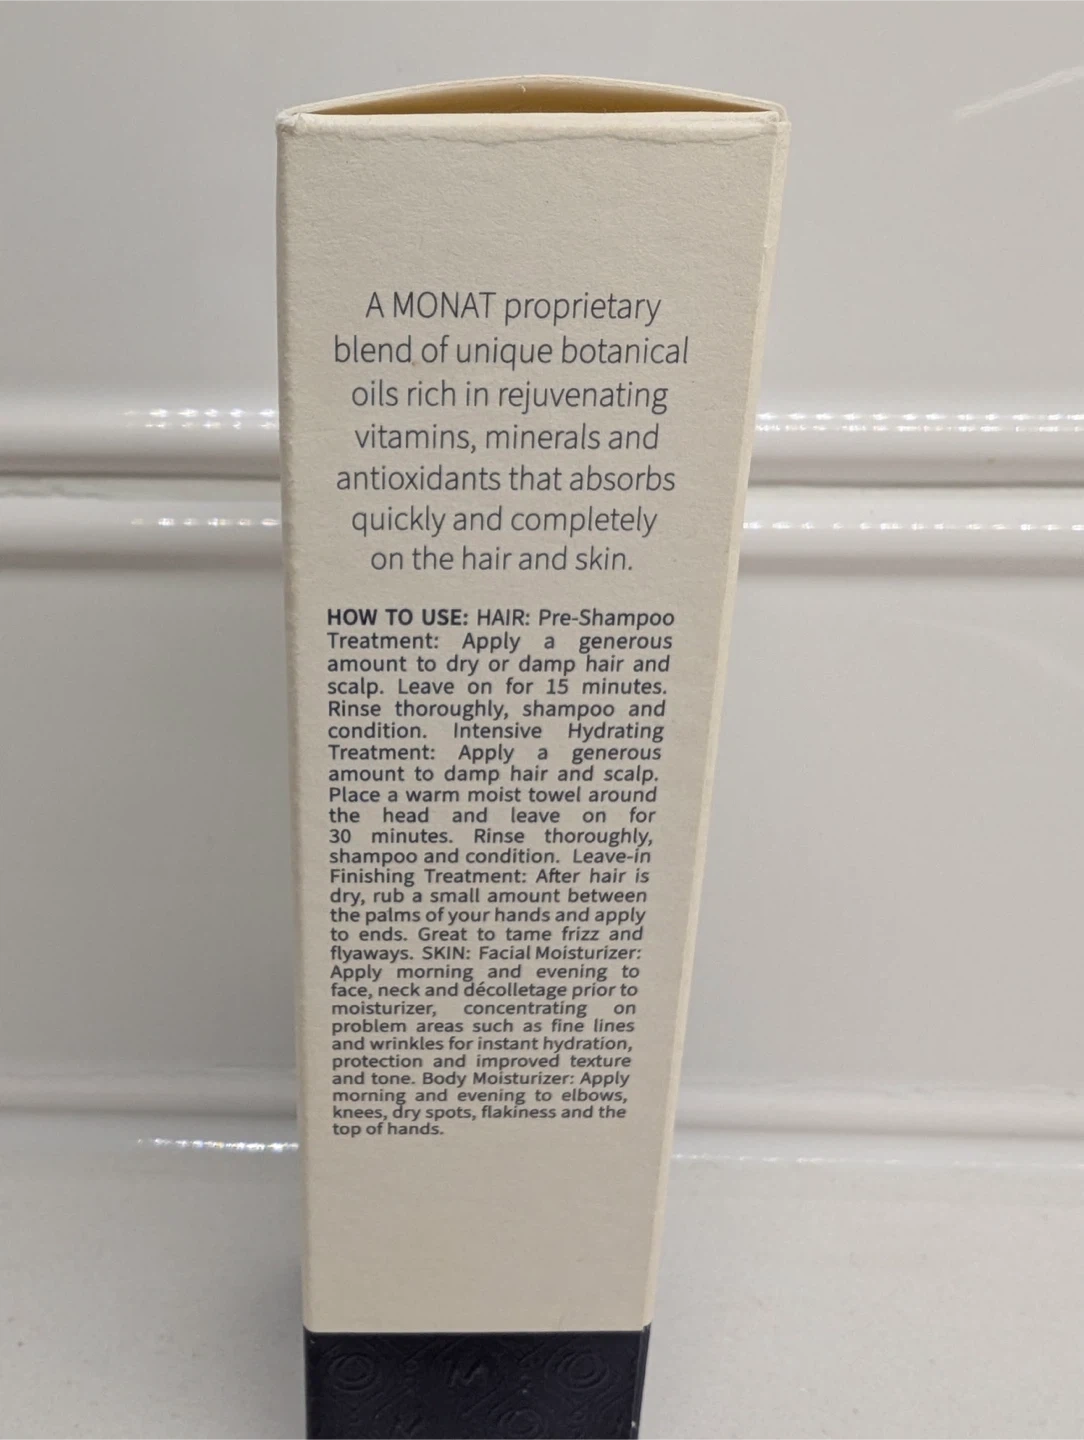 A MONAT proprietary
blend of unique botanical
oils rich in rejuvenating
vitamins, minerals and
antioxidants that absorbs
quickly and completely
on the hair and skin.
HOW TO USE: HAIR: Pre-Shampoo
Treatment: Apply a generous
amount to dry or damp hair and
scalp. Leave on for 15 minutes.
Rinse thoroughly, shampoo and
condition. Intensive Hydrating
Treatment: Apply a generous
amount to damp hair and scalp.
Place a warm moist towel around
the head and leave on for
30 minutes. Rinse thoroughly,
shampoo and condition. Leave-in
Finishing Treatment: After hair is
dry, rub a small amount between
the palms of your hands and apply
to ends. Great to tame frizz and
flyaways. SKIN: Facial Moisturizer:
Apply morning and evening to
face, neck and décolletage prior to
moisturizer, concentrating on
problem areas such as fine lines
and wrinkles for instant hydration,
protection and improved texture
and tone. Body Moisturizer: Apply
morning and evening to elbows,
knees, dry spots, flakiness and the
top of hands.
M